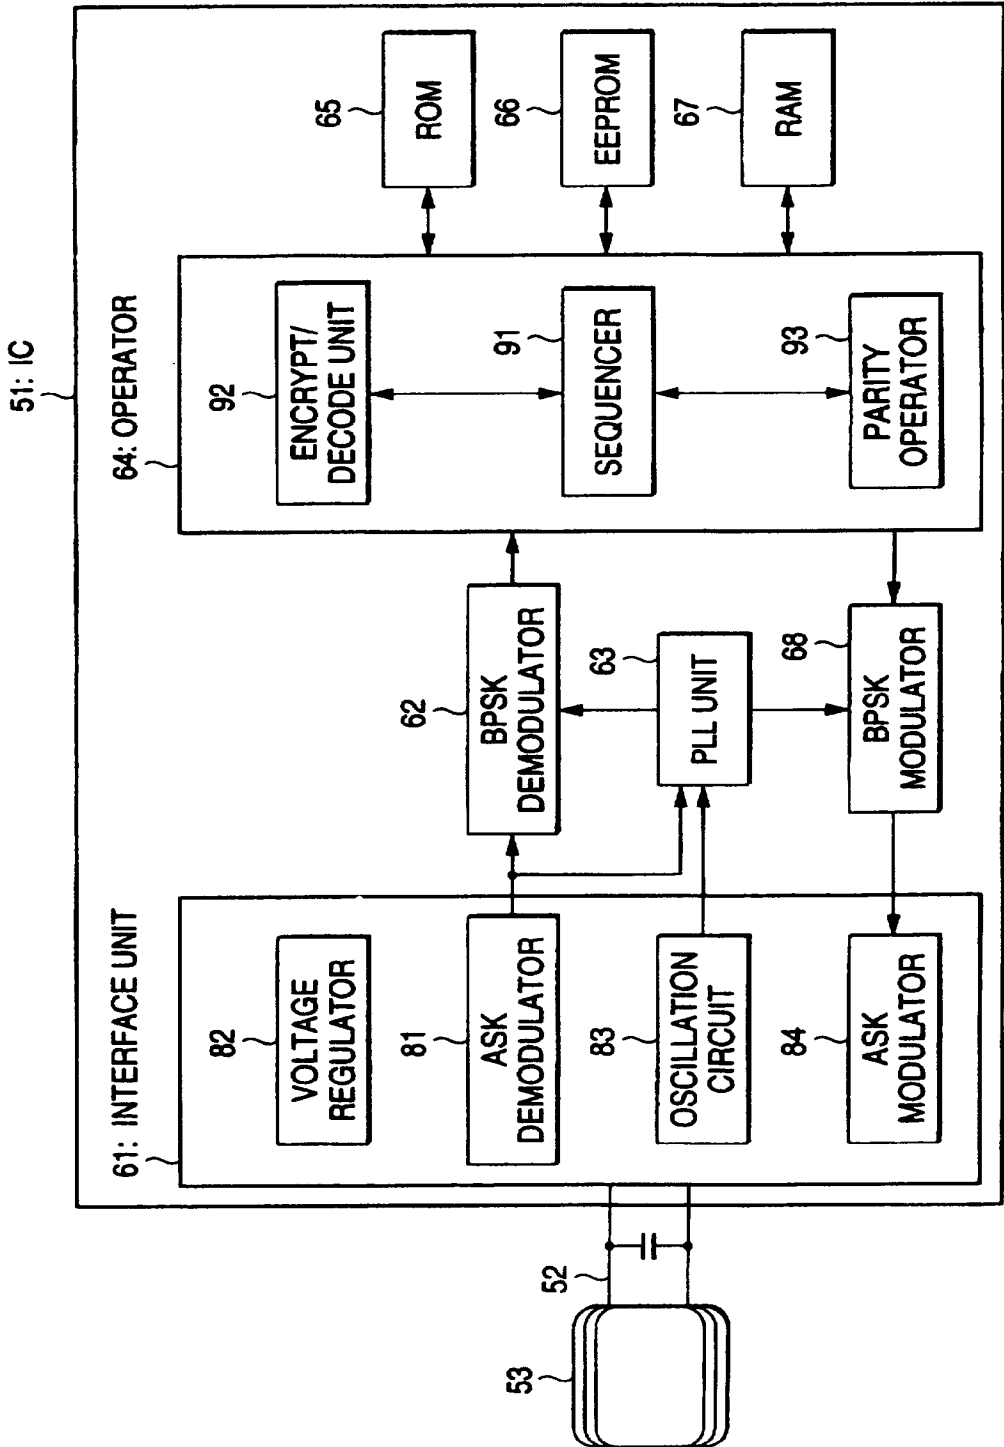 51: IC
61: INTERFACE UNIT
82
VOLTAGE
REGULATOR
81
ASK
DEMODULATOR
83
OSCILLATION
CIRCUIT
84
ASK
MODULATOR
62
BPSK
DEMODULATOR
63
PLL UNIT
68
BPSK
MODULATOR
64: OPERATOR
92
ENCRYPT/
DECODE UNIT
91
SEQUENCER
93
PARITY
OPERATOR
65
ROM
66
EEPROM
67
RAM
52
53